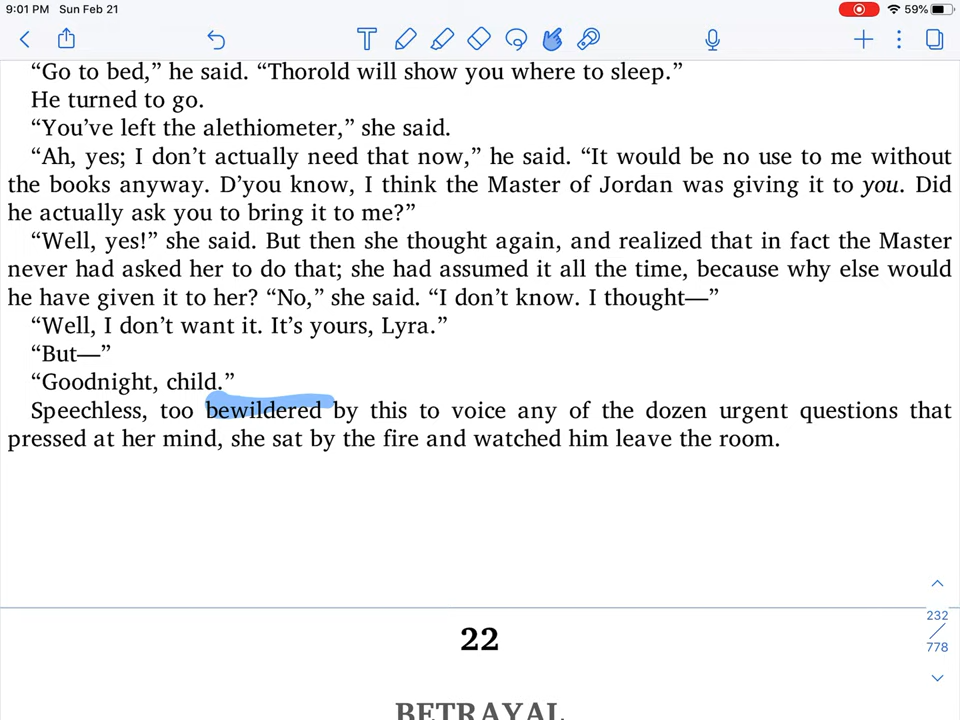 9:01 PM Sun Feb 21
59%
T
“Go to bed,” he said. “Thorold will show you where to sleep.”
He turned to go.
“You’ve left the alethiometer,” she said.
“Ah, yes; I don’t actually need that now,” he said. “It would be no use to me without
the books anyway. D’you know, I think the Master of Jordan was giving it to you. Did
he actually ask you to bring it to me?”
“Well, yes!” she said. But then she thought again, and realized that in fact the Master
never had asked her to do that; she had assumed it all the time, because why else would
he have given it to her? “No,” she said. “I don’t know. I thought—”
“Well, I don’t want it. It’s yours, Lyra.”
“But—”
“Goodnight, child.”
Speechless, too bewildered by this to voice any of the dozen urgent questions that
pressed at her mind, she sat by the fire and watched him leave the room.
232
778
22
BETRAYAL